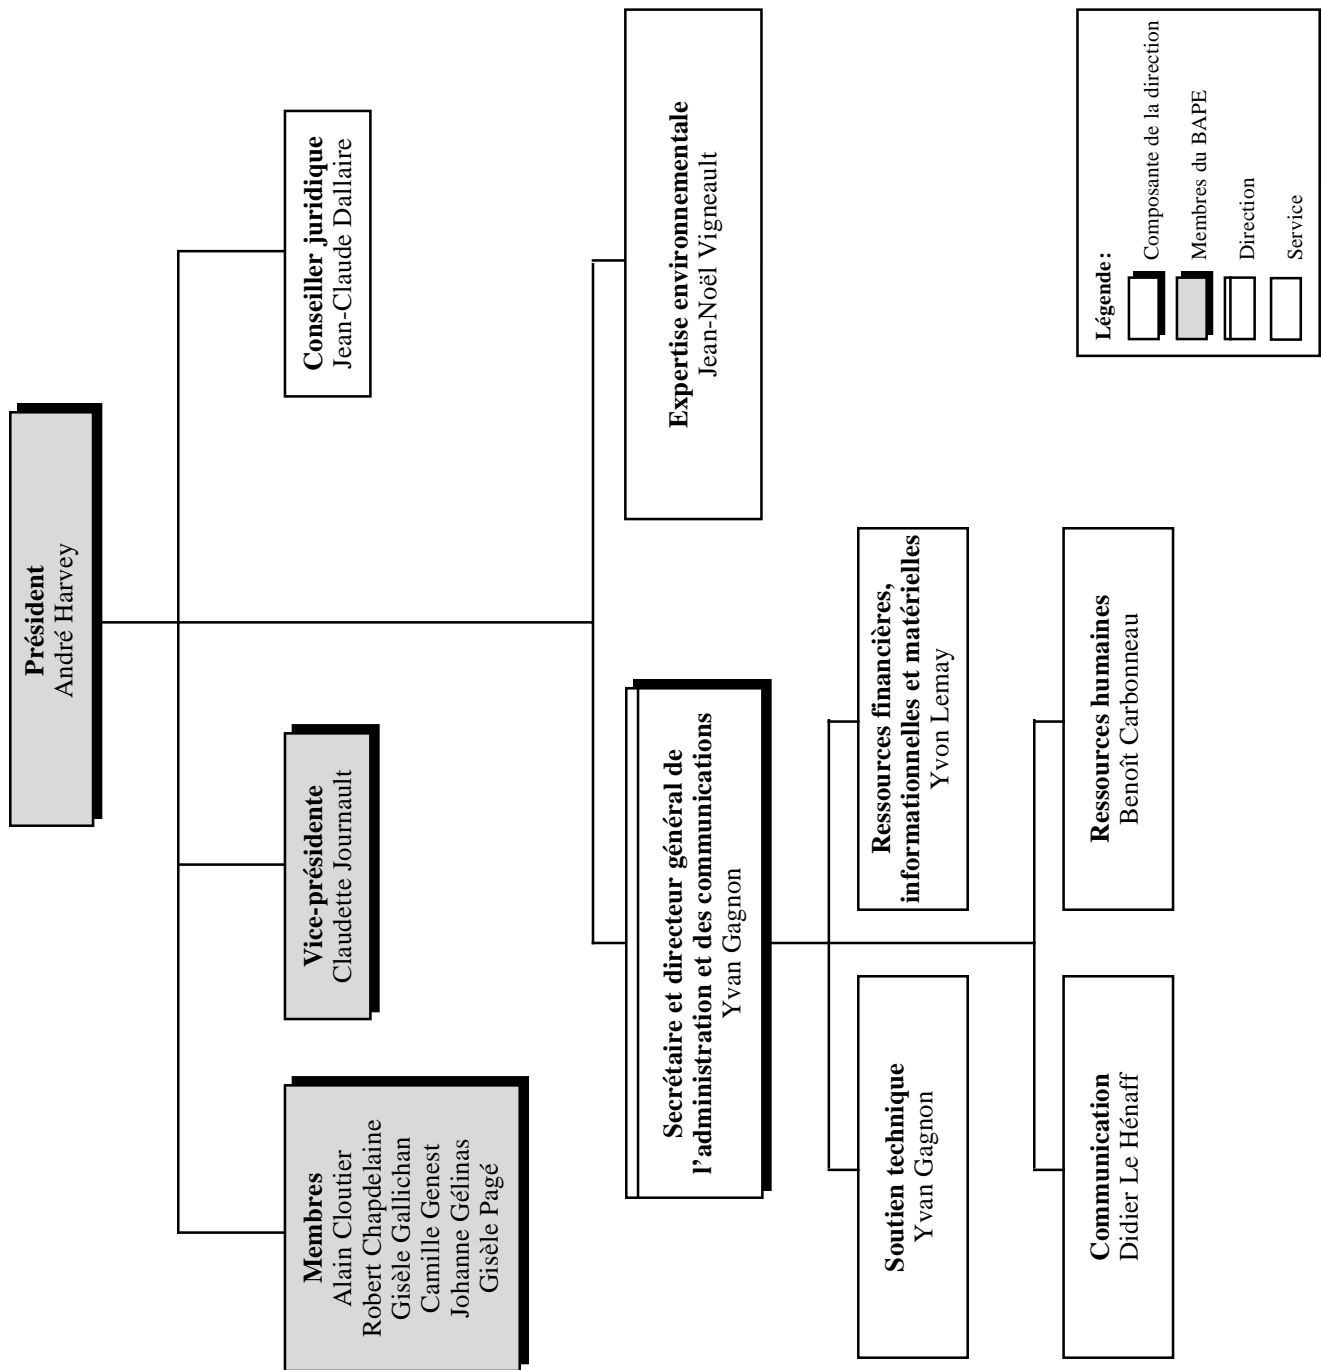 Président
André Harvey
Membres
Alain Cloutier
Robert Chapdelaine
Gisèle Gallichan
Camille Genest
Johanne Gélinas
Gisèle Pagé
Vice-présidente
Claudette Journault
Conseiller juridique
Jean-Claude Dallaire
Secrétaire et directeur général de
l’administration et des communications
Yvan Gagnon
Expertise environnementale
Jean-Noël Vigneault
Soutien technique
Yvan Gagnon
Ressources financières,
informationnelles et matérielles
Yvon Lemay
Communication
Didier Le Hénaff
Ressources humaines
Benoît Carbonneau
Légende:
Composante de la direction
Membres du BAPE
Direction
Service